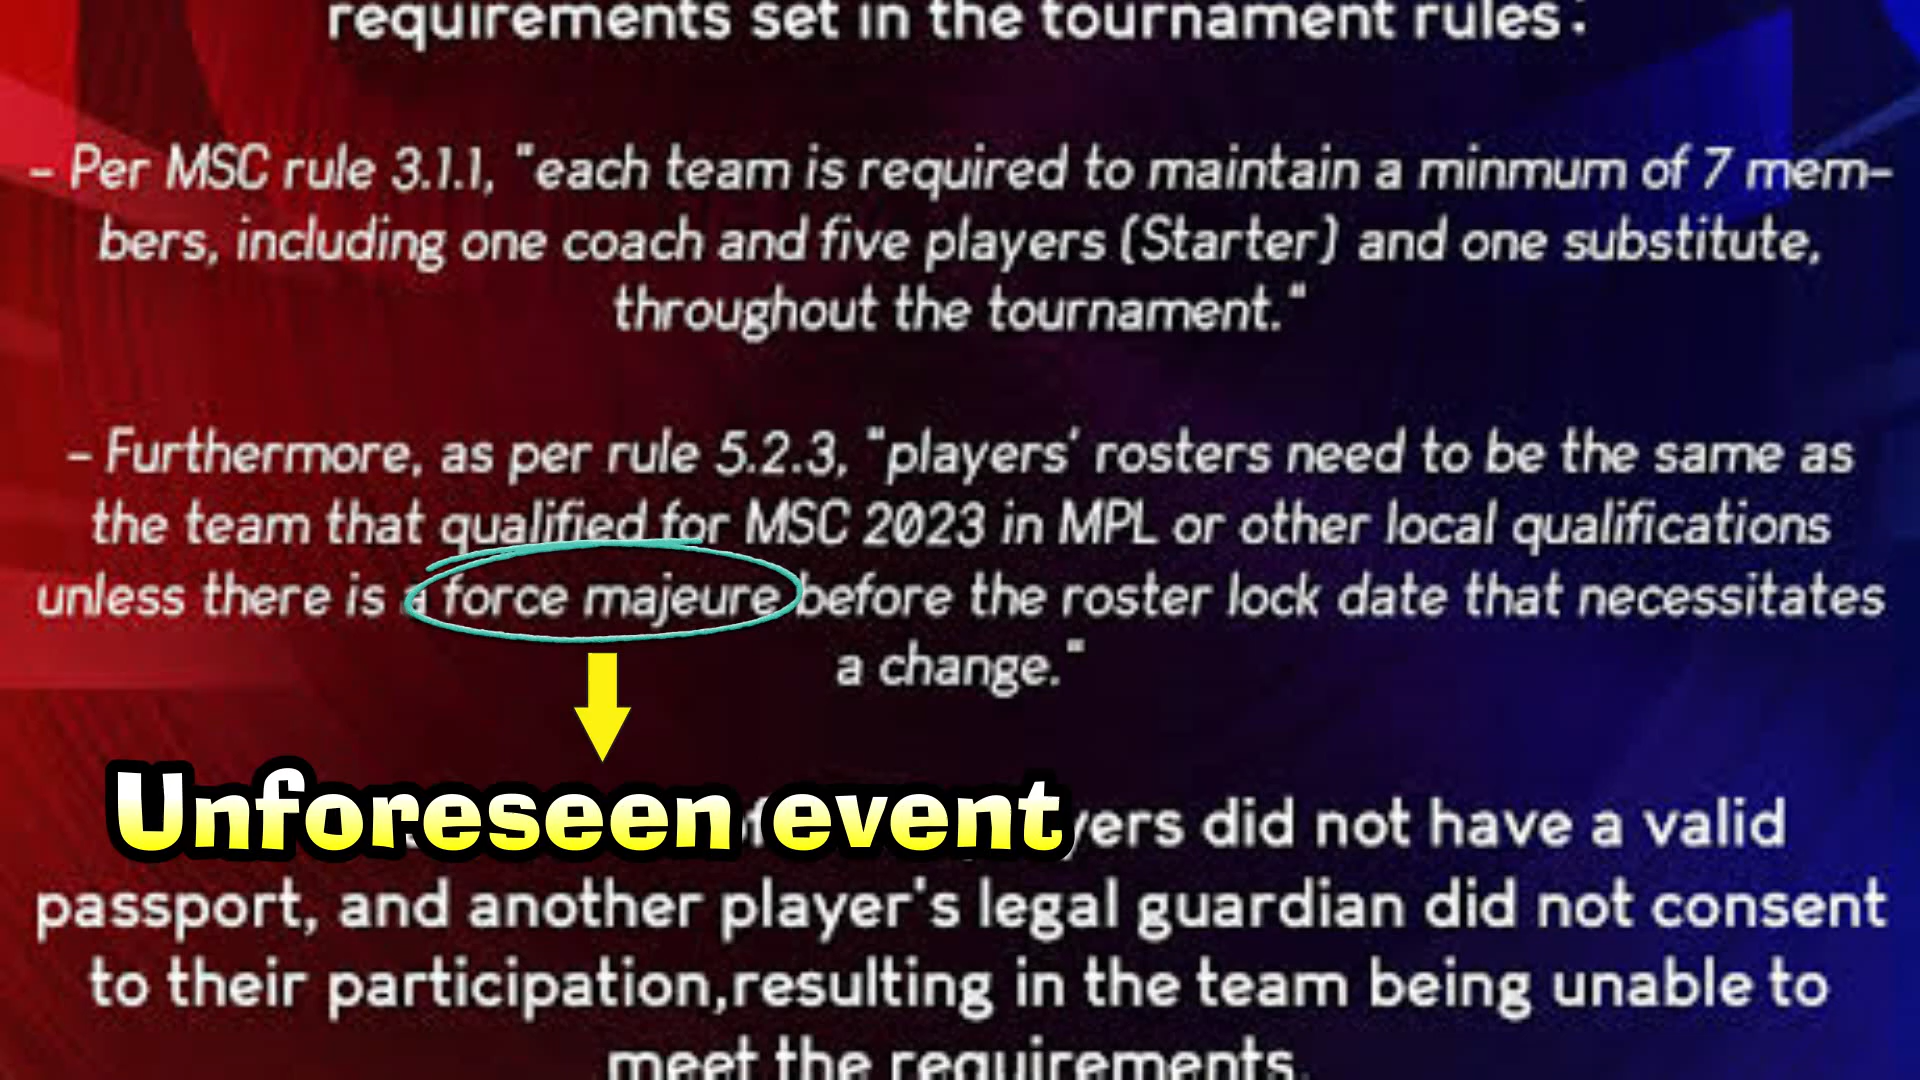 requirements set in the tournament rules:
- Per MSC rule 3.1.1, "each team is required to maintain a minmum of 7 mem-
bers, including one coach and five players (Starter) and one substitute,
throughout the tournament."
- Furthermore, as per rule 5.2.3, "players' rosters need to be the same as
the team that qualified for MSC 2023 in MPL or other local qualifications
unless there is a force majeure before the roster lock date that necessitates
a change."
Unforeseen event
did not have a valid
passport, and another player's legal guardian did not consent
to their participation,resulting in the team being unable to
meet the requirements.